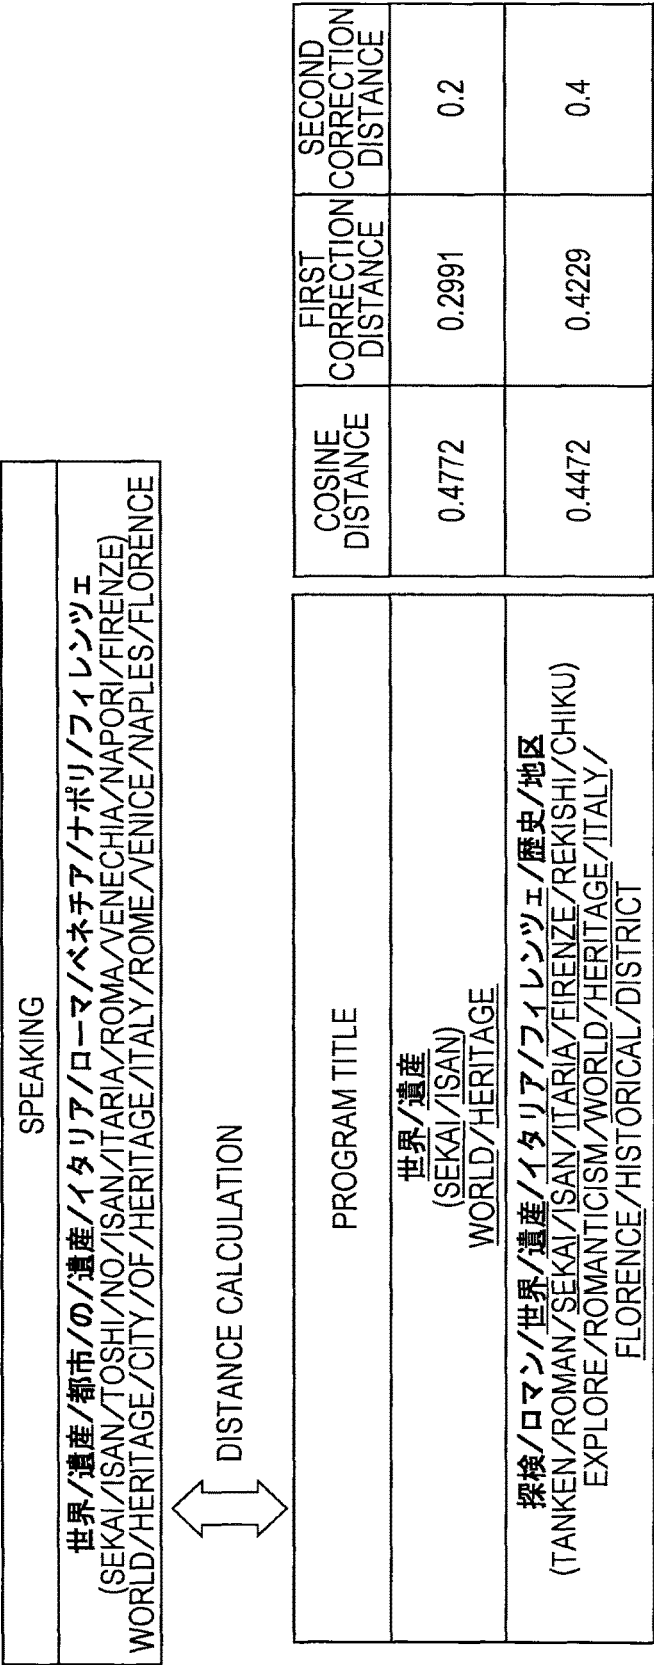 SPEAKING
世界/遺産/都市/の/遺産/イタリア/ローマ/ベネチア/ナポリ/フィレンツェ
(SEKAI/ISAN/TOSHI/NO/ISAN/ITARIA/ROMA/VENECHIA/NAPORI/FIRENZE)
WORLD/HERITAGE/CITY/OF/HERITAGE/ITALY/ROME/VENICE/NAPLES/FLORENCE
DISTANCE CALCULATION
PROGRAM TITLE
COSINE
DISTANCE
FIRST
CORRECTION
DISTANCE
SECOND
CORRECTION
DISTANCE
世界/遺産
(SEKAI/ISAN)
WORLD/HERITAGE
0.4772
0.2991
0.2
探検/ロマン/世界/遺産/イタリア/フィレンツェ/歴史/地区
(TANKEN/ROMAN/SEKAI/ISAN/ITARIA/FIRENZE/REKISHI/CHIKU)
EXPLORE/ROMANTICISM/WORLD/HERITAGE/ITALY/
FLORENCE/HISTORICAL/DISTRICT
0.4472
0.4229
0.4